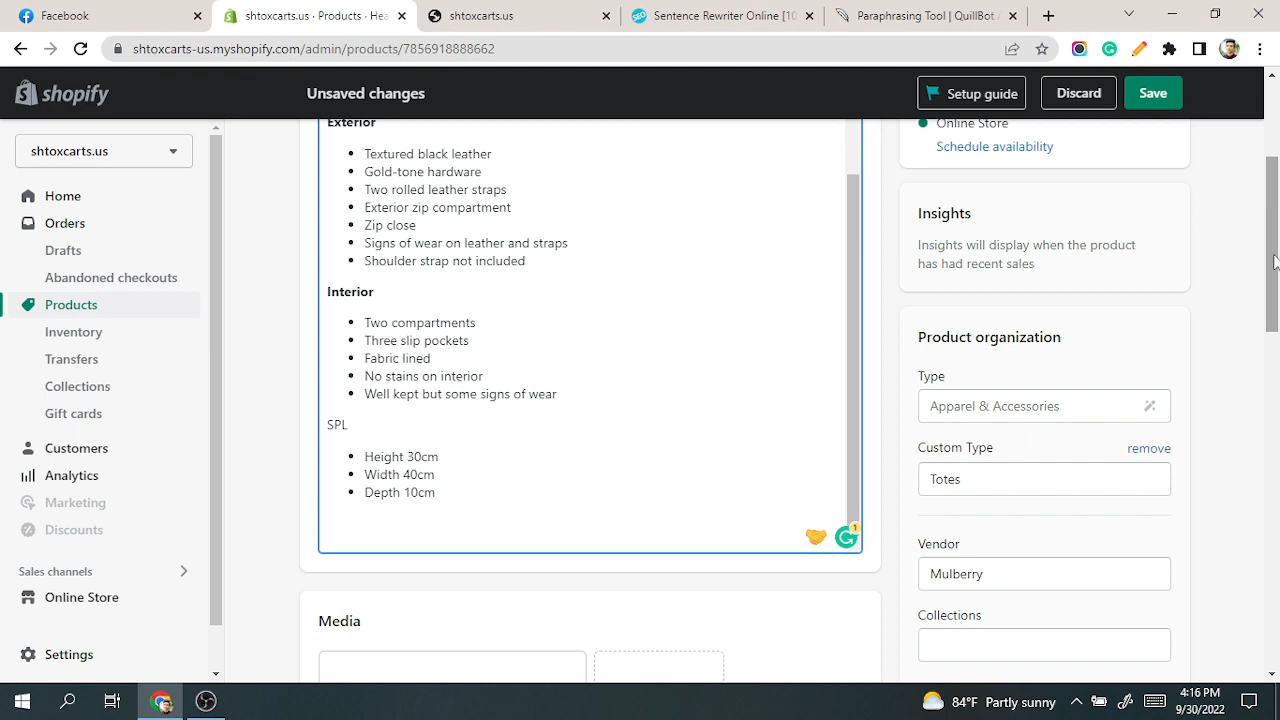 Facebook
shtoxcarts.us · Products · Hea
shtoxcarts.us
Sentence Rewriter Online [10
Paraphrasing Tool | QuillBot
shtoxcarts-us.myshopify.com/admin/products/7856918888662
shopify
Unsaved changes
Setup guide
Discard
Save
shtoxcarts.us
Home
Orders
Drafts
Abandoned checkouts
Products
Inventory
Transfers
Collections
Gift cards
Customers
Analytics
Marketing
Discounts
Sales channels
Online Store
Settings
Exterior
Textured black leather
Gold-tone hardware
Two rolled leather straps
Exterior zip compartment
Zip close
Signs of wear on leather and straps
Shoulder strap not included
Interior
Two compartments
Three slip pockets
Fabric lined
No stains on interior
Well kept but some signs of wear
SPL
Height 30cm
Width 40cm
Depth 10cm
1
Media
Online Store
Schedule availability
Insights
Insights will display when the product
has had recent sales
Product organization
Type
Apparel & Accessories
Custom Type
remove
Totes
Vendor
Mulberry
Collections
84°F Partly sunny
4:16 PM
9/30/2022